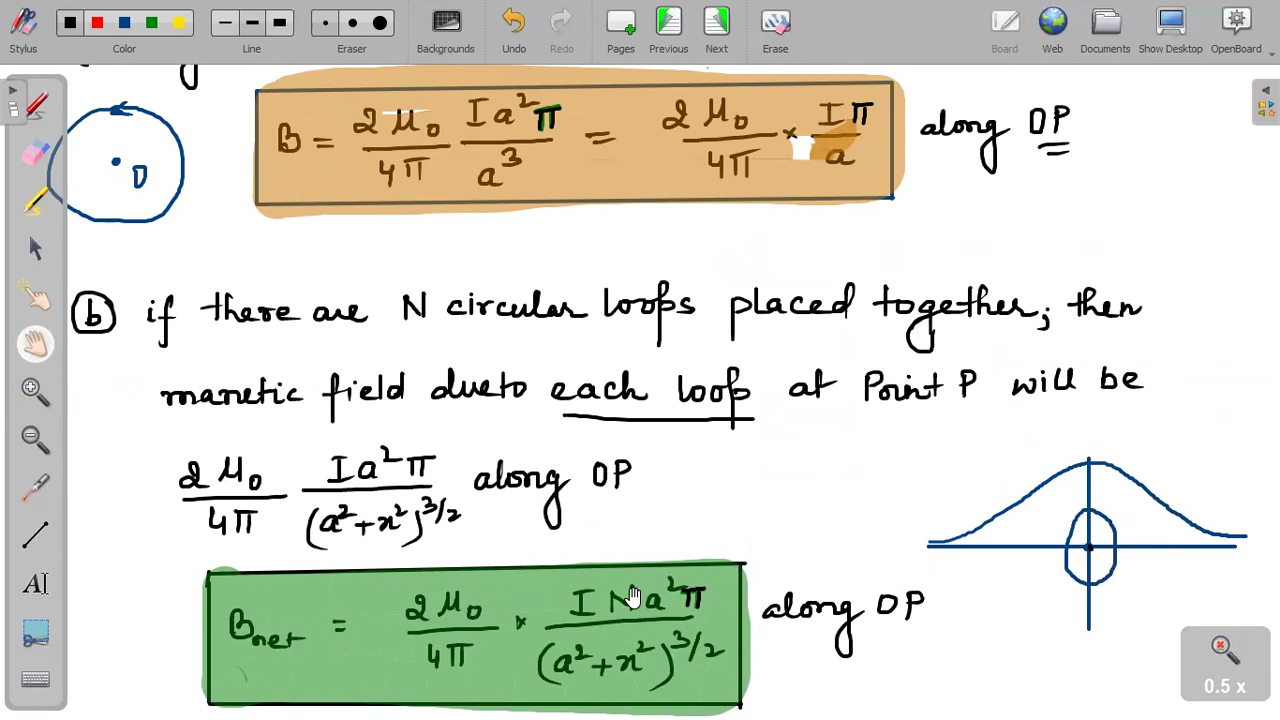 Stylus Color Line Eraser Backgrounds Undo Redo Pages Previous Next Erase Board Web Documents Show Desktop OpenBoard
B = 2μ₀/4π Ia²π/a³ = 2μ₀/4π × Iπ/a along OP
O
(b) if there are N circular loops placed together; then
manetic field due to each loop at Point P will be
2μ₀/4π Ia²π/(a²+x²)^3/2 along OP
Bnet = 2μ₀/4π × INa²π/(a²+x²)^3/2 along OP
0.5 x